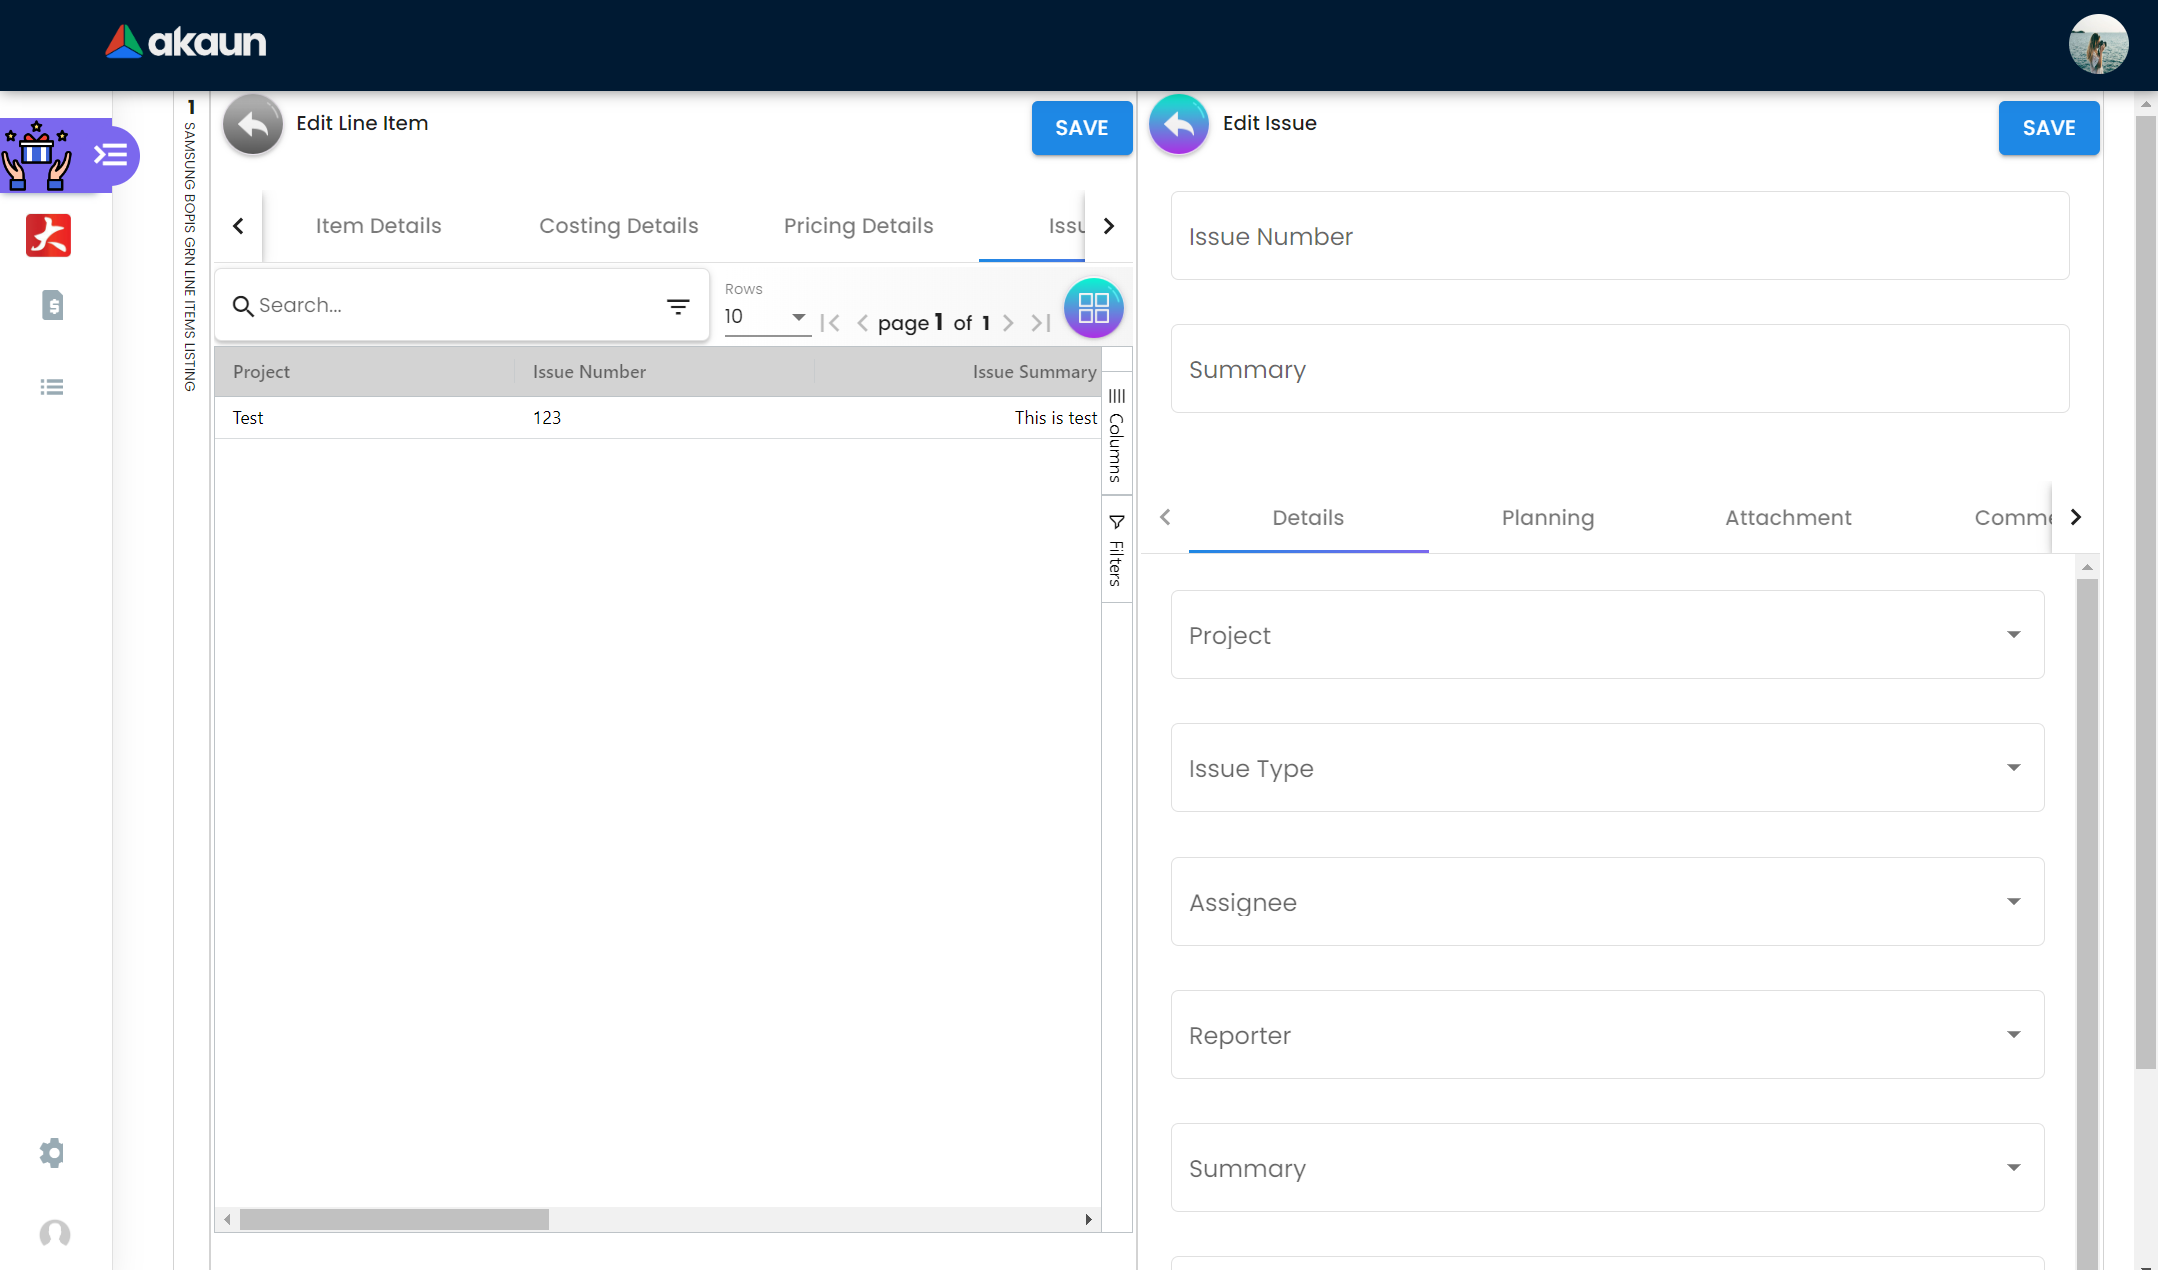 akaun
1
SAMSUNG BOPIS GRN LINE ITEMS LISTING
Edit Line Item
SAVE
Item Details
Costing Details
Pricing Details
Issu
Search...
Rows
10
page 1 of 1
Project
Issue Number
Issue Summary
Test
123
This is test
Columns
Filters
Edit Issue
SAVE
Issue Number
Summary
Details
Planning
Attachment
Comme
Project
Issue Type
Assignee
Reporter
Summary